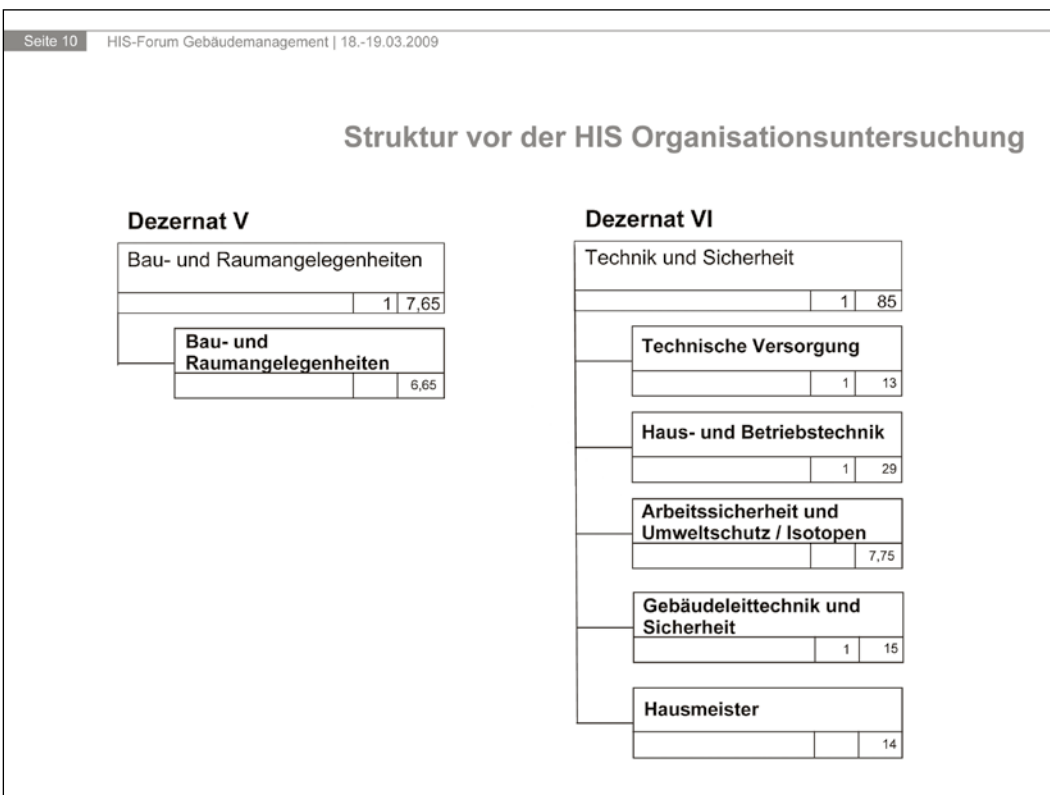 Seite 10 HIS-Forum Gebäudemanagement | 18.-19.03.2009
Struktur vor der HIS Organisationsuntersuchung
Dezernat V
Bau- und Raumangelegenheiten
1 7,65
Bau- und
Raumangelegenheiten
6,65
Dezernat VI
Technik und Sicherheit
1 85
Technische Versorgung
1 13
Haus- und Betriebstechnik
1 29
Arbeitssicherheit und
Umweltschutz / Isotopen
7,75
Gebäudeleittechnik und
Sicherheit
1 15
Hausmeister
14